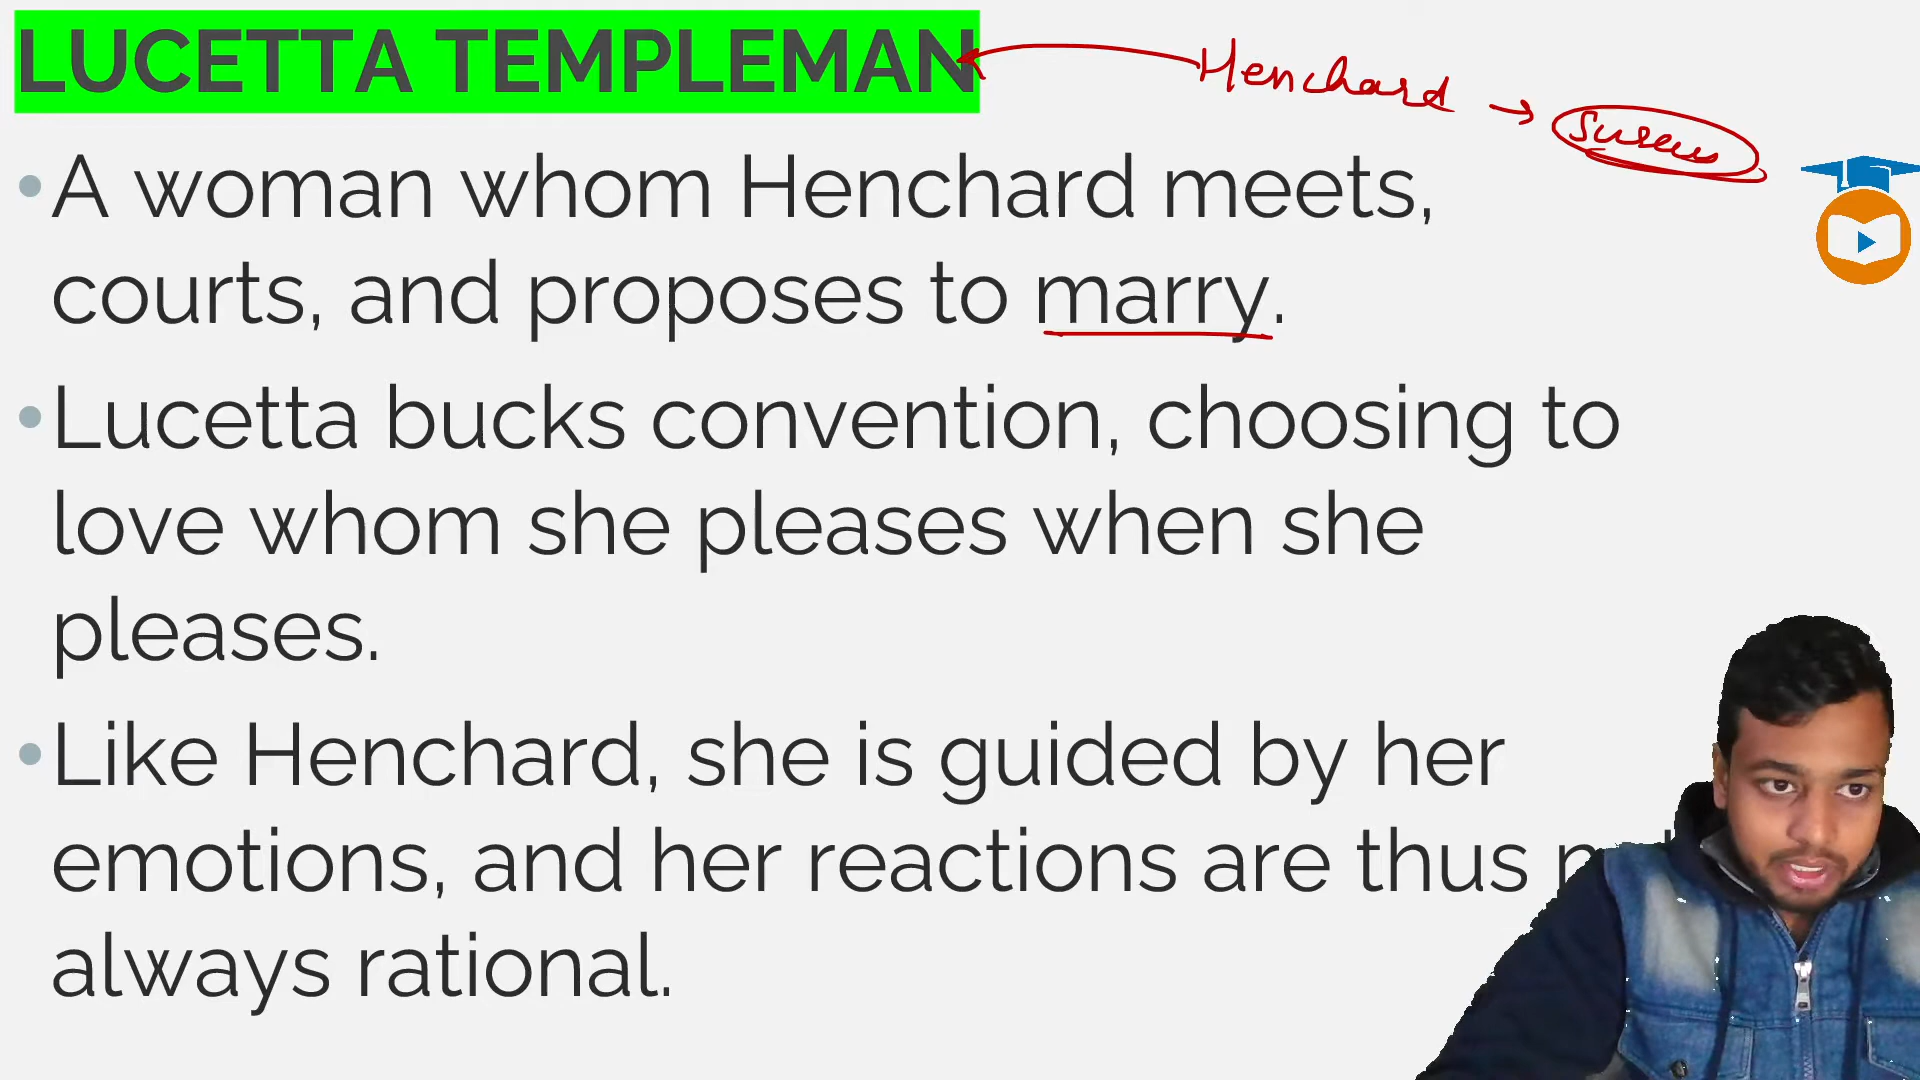 LUCETTA TEMPLEMAN
Henchard
•A woman whom Henchard meets,
courts, and proposes to marry.
•Lucetta bucks convention, choosing to
love whom she pleases when she
pleases.
•Like Henchard, she is guided by her
emotions, and her reactions are thus
always rational.